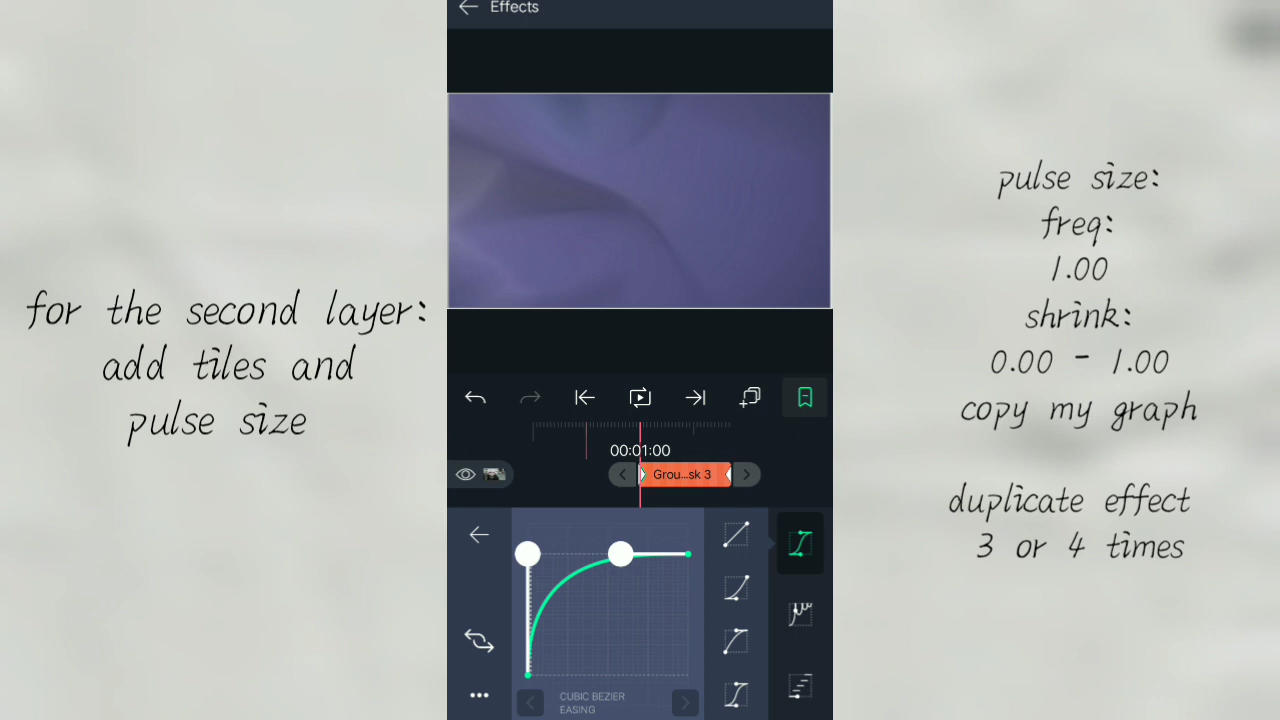 Effects
for the second layer:
add tiles and
pulse size
pulse size:
freq:
1.00
shrink:
0.00 - 1.00
copy my graph
duplicate effect
3 or 4 times
00:01:00
Grou...sk 3
CUBIC BEZIER
EASING